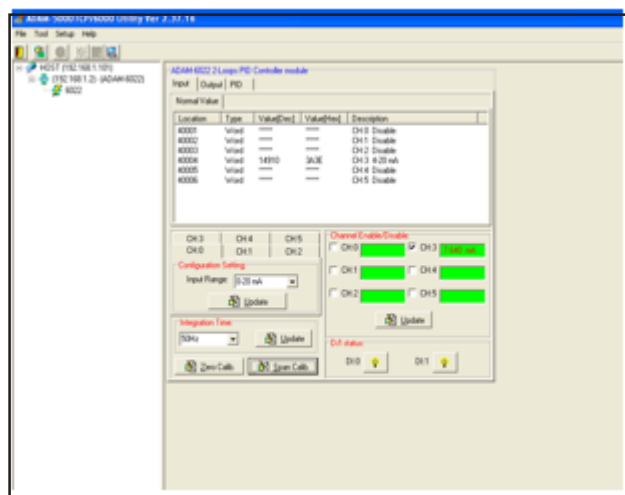 ADAM-5000TCP/6000 Utility Ver 2.37.16
File Tool Setup Help
HOST (192.168.1.101)
(192.168.1.2)-(ADAM-6022)
6022
ADAM-6022 2-Loops PID Controller module
Input Output PID
Normal Value
Location Type Value[Dec] Value[Hex] Description
40001 Word ***** ***** CH:0 Disable
40002 Word ***** ***** CH:1 Disable
40003 Word ***** ***** CH:2 Disable
40004 Word 14910 3A3E CH:3 4-20 mA
40005 Word ***** ***** CH:4 Disable
40006 Word ***** ***** CH:5 Disable
CH:3 CH:4 CH:5
CH:0 CH:1 CH:2
Configuration Setting:
Input Range: 0-20 mA
Update
Integration Time:
50Hz Update
Zero Calib. Span Calib.
Channel Enable/Disable:
CH:0 CH:3 mA
CH:1 CH:4
CH:2 CH:5
Update
D/I status:
DI:0 DI:1